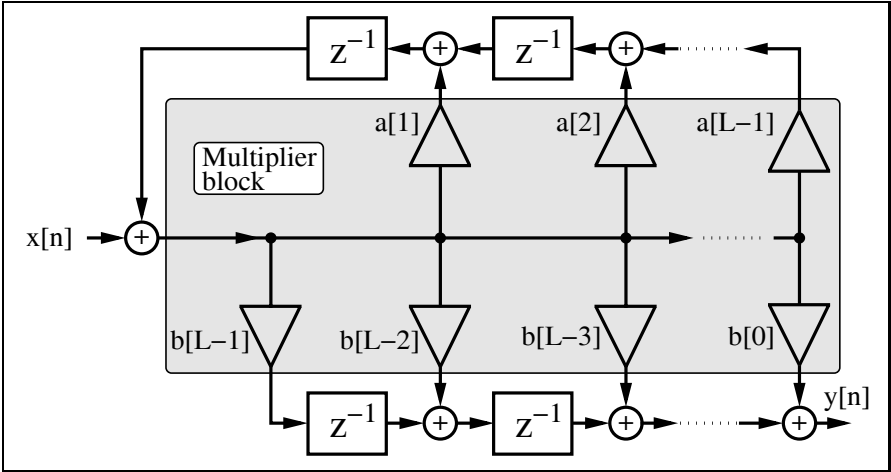 z⁻¹ + z⁻¹ +
a[1] a[2] a[L−1]
Multiplier
block
x[n] +
b[L−1] b[L−2] b[L−3] b[0]
y[n]
z⁻¹ + z⁻¹ + +